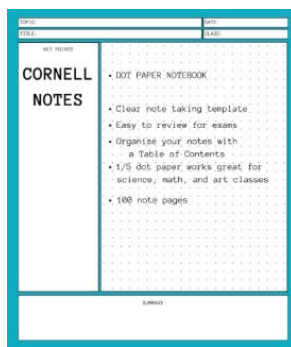 TOPIC: DATE:
TITLE: CLASS:
KEY POINTS
CORNELL
NOTES
• DOT PAPER NOTEBOOK
• Clear note taking template
• Easy to review for exams
• Organize your notes with
a Table of Contents
• 1/5 dot paper works great for
science, math, and art classes
• 100 note pages
SUMMARY